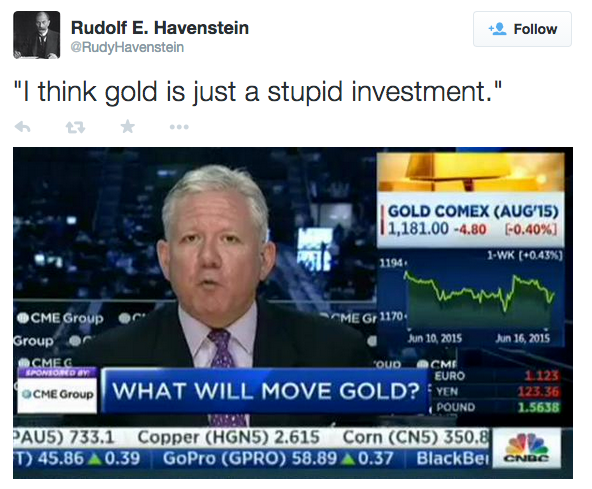 Rudolf E. Havenstein
@RudyHavenstein
Follow
"I think gold is just a stupid investment."
GOLD COMEX (AUG'15)
1,181.00 -4.80 [-0.40%]
1-WK [+0.43%]
1194
1170
Jun 10, 2015 Jun 16, 2015
CME Group
CME Gr
Group
CME G
CME
SPONSORED BY
CME Group
WHAT WILL MOVE GOLD?
EURO 1.123
YEN 123.36
POUND 1.5638
PAU5) 733.1 Copper (HGN5) 2.615 Corn (CN5) 350.8
T) 45.86 ▲ 0.39 GoPro (GPRO) 58.89 ▲ 0.37 BlackBe
CNBC